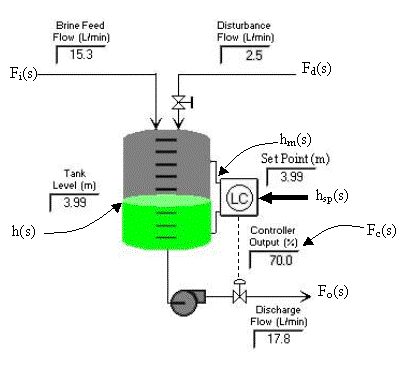 Brine Feed
Flow (L/min)
15.3
Disturbance
Flow (L/min)
2.5
Fi(s)
Fd(s)
hm(s)
Set Point (m)
3.99
Tank
Level (m)
3.99
LC
hsp(s)
h(s)
Controller
Output (%)
70.0
Fc(s)
Fo(s)
Discharge
Flow (L/min)
17.8